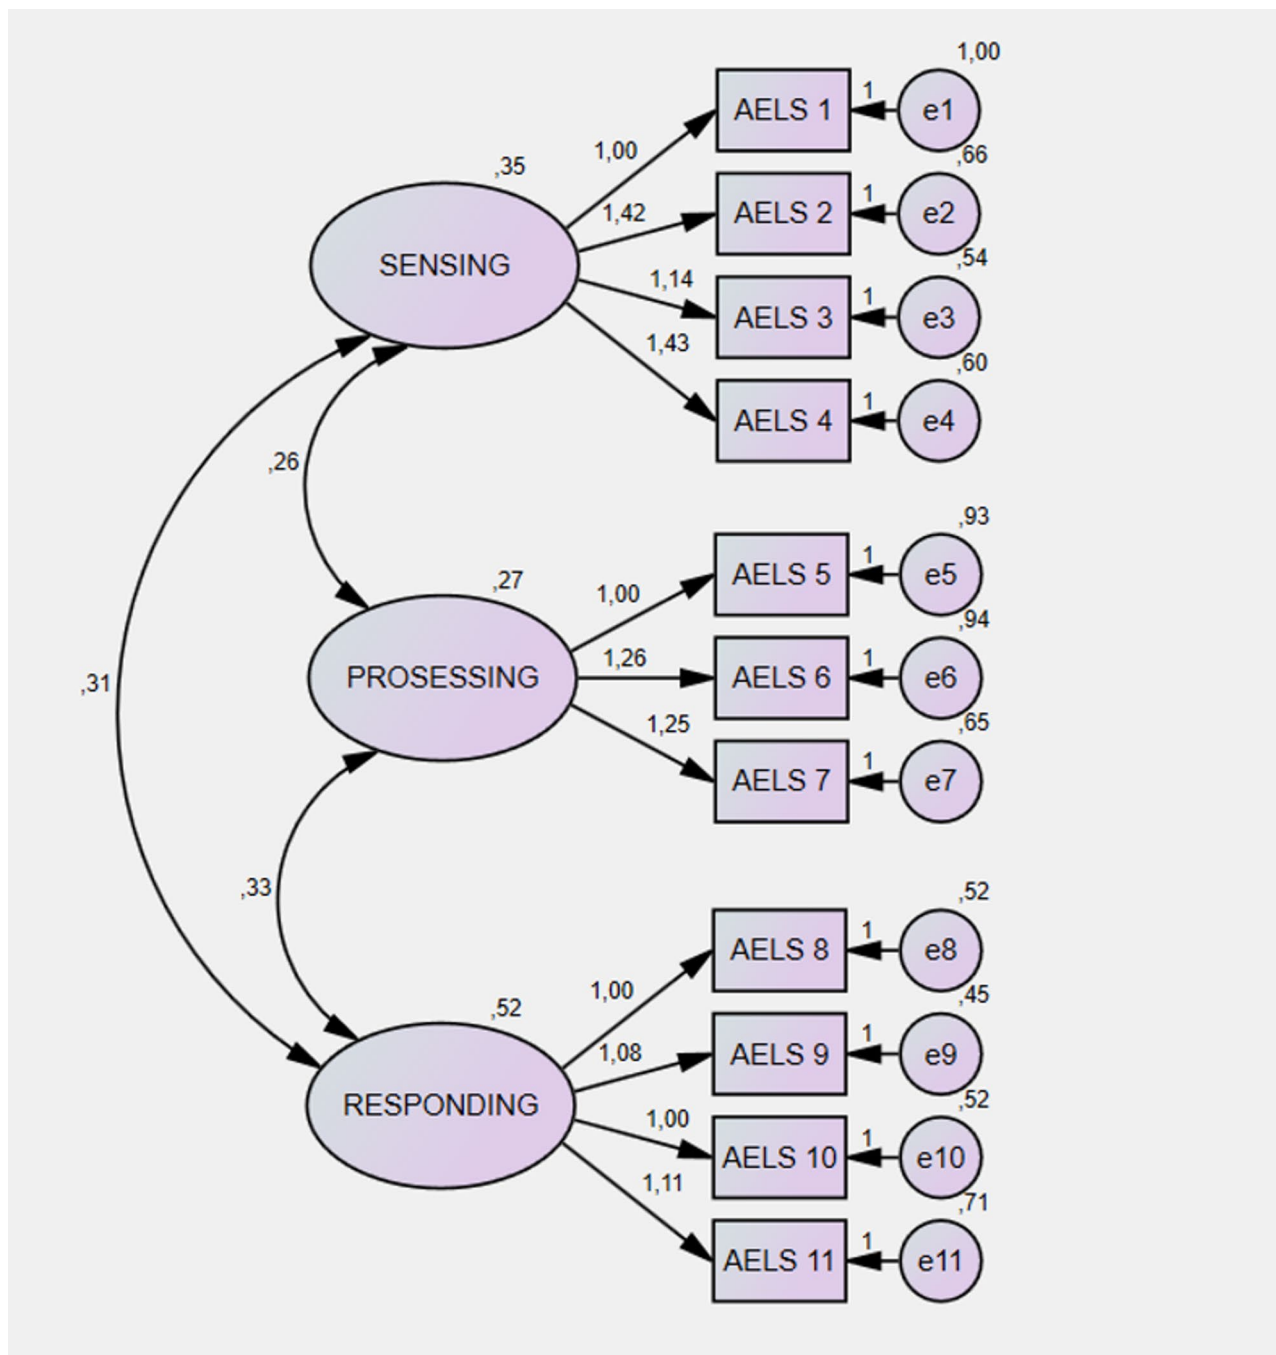 1,00
AELS 1
1
e1
,35
1,00
,66
1,42
AELS 2
1
e2
SENSING
,54
1,14
AELS 3
1
e3
1,43
,60
AELS 4
1
e4
,26
,93
,27
1,00
AELS 5
1
e5
,94
PROSESSING
1,26
AELS 6
1
e6
,31
,65
1,25
AELS 7
1
e7
,33
,52
,52
1,00
AELS 8
1
e8
,45
1,08
AELS 9
1
e9
RESPONDING
,52
1,00
AELS 10
1
e10
,71
1,11
AELS 11
1
e11